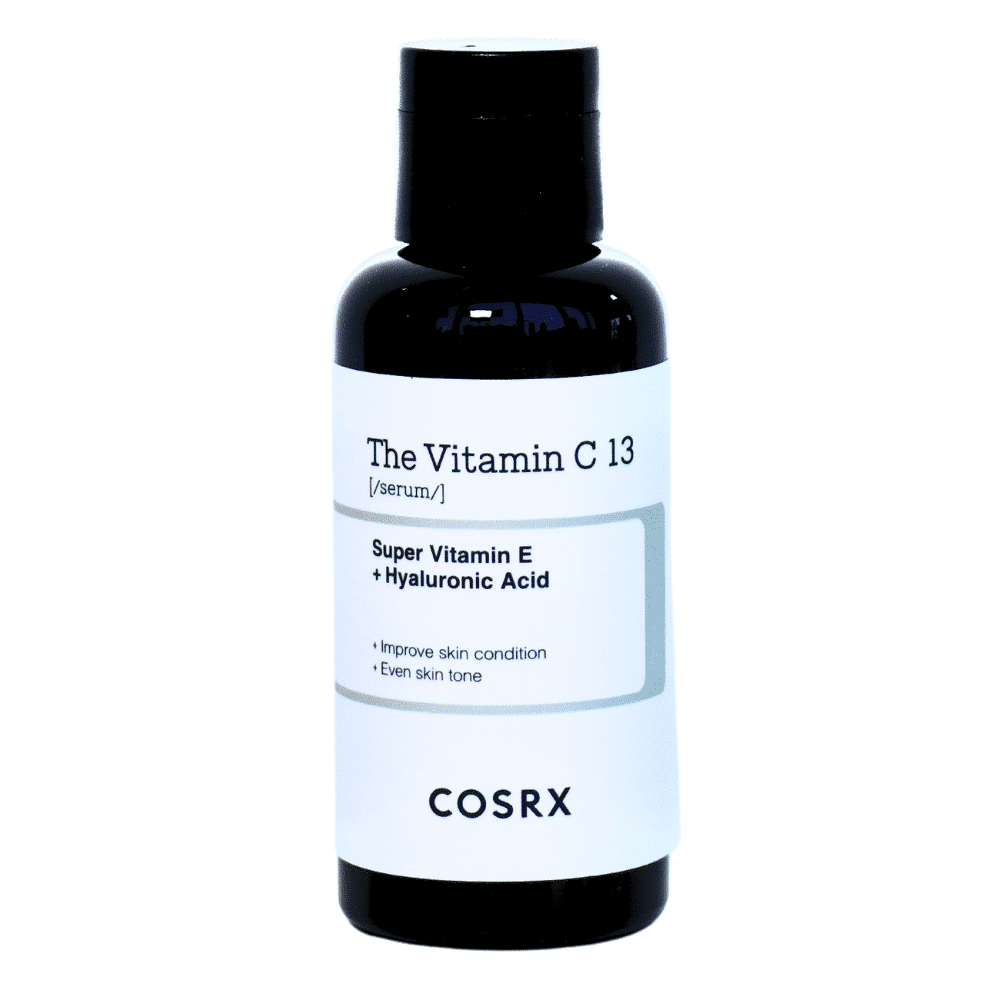 The Vitamin C 13
[/serum/]
Super Vitamin E
+ Hyaluronic Acid
+ Improve skin condition
+ Even skin tone
COSRX